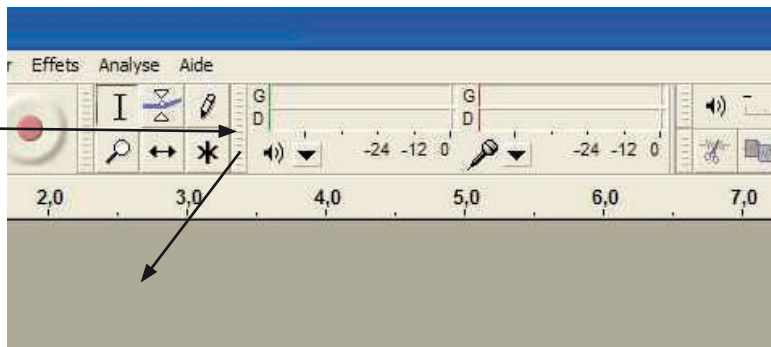 r Effets Analyse Aide
G G
D D
-24 -12 0 -24 -12 0
2,0 3,0 4,0 5,0 6,0 7,0